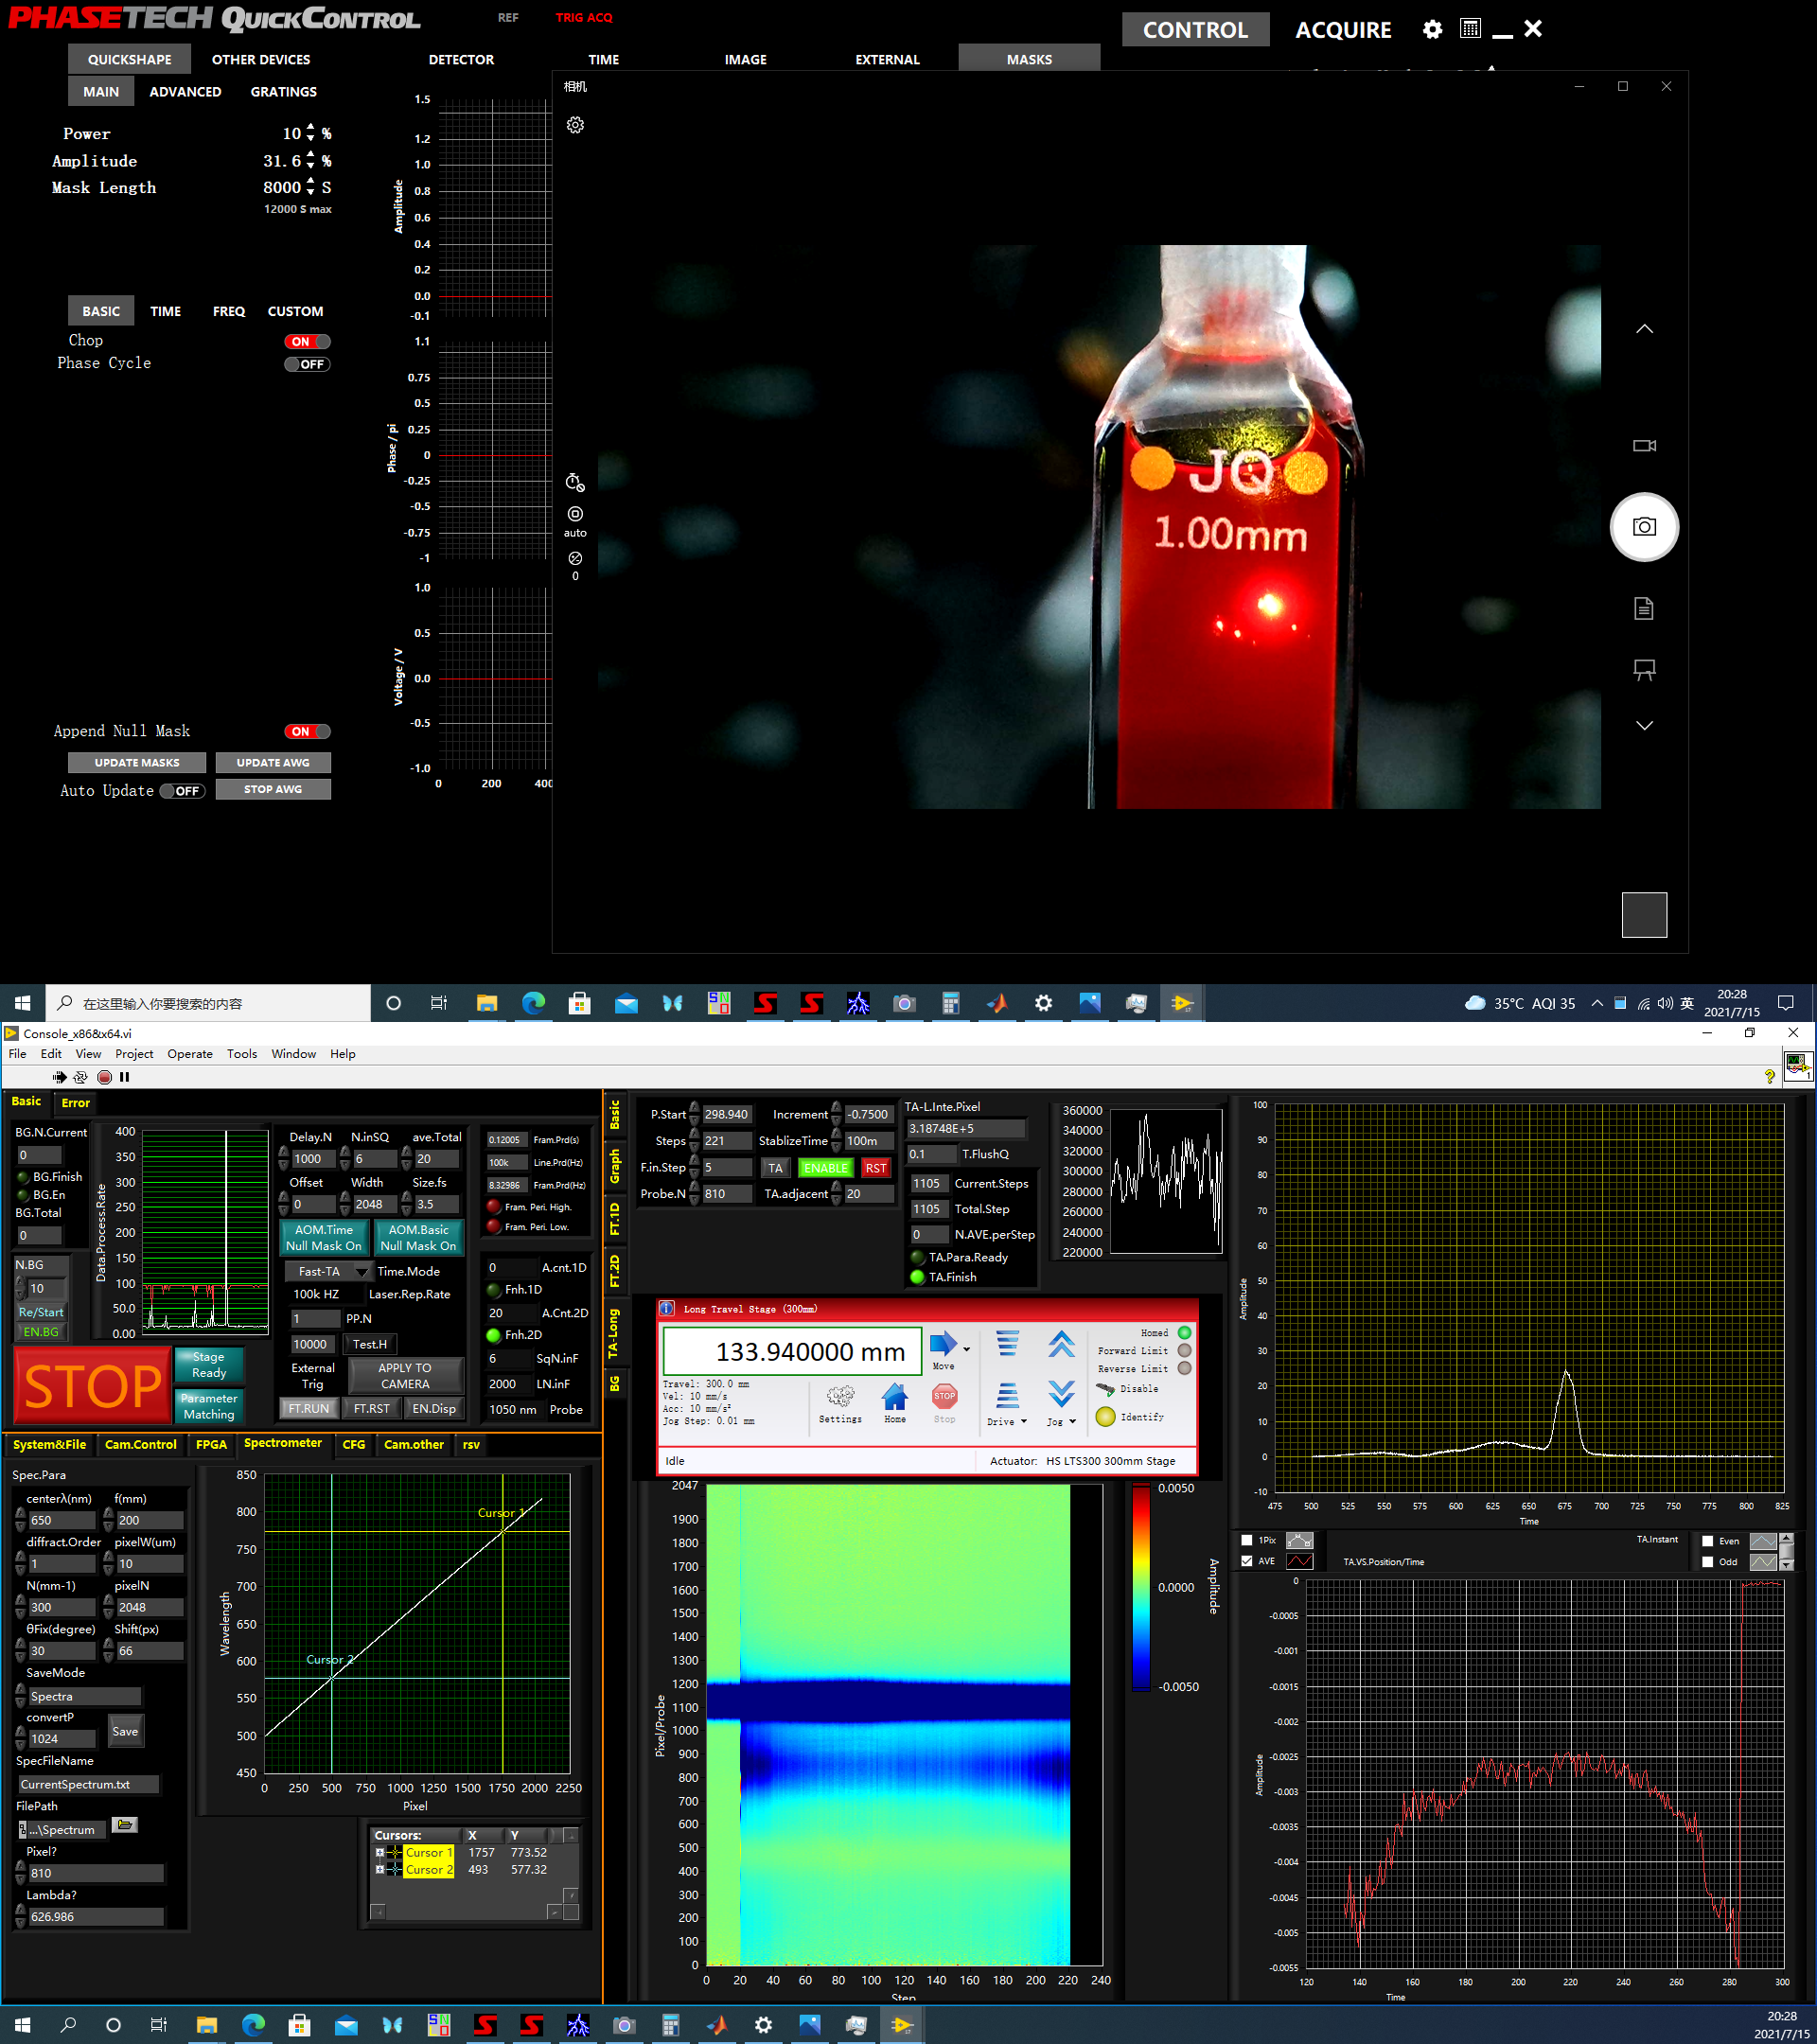 PHASETECH QUICKCONTROL
REF
TRIG ACQ
CONTROL
ACQUIRE
QUICKSHAPE
OTHER DEVICES
DETECTOR
TIME
IMAGE
EXTERNAL
MASKS
MAIN
ADVANCED
GRATINGS
Power 10 %
Amplitude 31.6 %
Mask Length 8000 S
12000 S max
BASIC
TIME
FREQ
CUSTOM
Chop ON
Phase Cycle OFF
Append Null Mask ON
UPDATE MASKS
UPDATE AWG
Auto Update OFF
STOP AWG
Amplitude
1.5
1.2
1.0
0.8
0.6
0.4
0.2
0.0
-0.1
Phase / pi
1.1
0.75
0.5
0.25
0
-0.25
-0.5
-0.75
-1
Voltage / V
1.0
0.5
0.0
-0.5
-1.0
0 200 400
相机
auto
0
JQ
1.00mm
在这里输入你要搜索的内容
35°C AQI 35
英
20:28
2021/7/15
Console_x86&x64.vi
File Edit View Project Operate Tools Window Help
Basic Error
BG.N.Current
0
BG.Finish
BG.En
BG.Total
0
N.BG
10
Re/Start
EN.BG
Data.Process.Rate
400
350
300
250
200
150
100
50.0
0.00
STOP
Stage
Ready
Parameter
Matching
Delay.N N.inSQ ave.Total
1000 6 20
Offset Width Size.fs
0 2048 3.5
AOM.Time
Null Mask On
AOM.Basic
Null Mask On
Fast-TA Time.Mode
100k HZ Laser.Rep.Rate
1 PP.N
10000 Test.H
External
Trig
APPLY TO
CAMERA
FT.RUN FT.RST EN.Disp
0.12005 Fram.Prd(s)
100k Line.Prd(Hz)
8.32986 Fram.Prd(Hz)
Fram. Peri. High.
Fram. Peri. Low.
0 A.cnt.1D
Fnh.1D
20 A.Cnt.2D
Fnh.2D
6 SqN.inF
2000 LN.inF
1050 nm Probe
System&File Cam.Control FPGA Spectrometer CFG Cam.other rsv
Spec.Para
centerλ(nm) f(mm)
650 200
diffract.Order pixelW(um)
1 10
N(mm-1) pixelN
300 2048
θFix(degree) Shift(px)
30 66
SaveMode
Spectra
convertP
1024
Save
SpecFileName
CurrentSpectrum.txt
FilePath
...\Spectrum
Pixel?
810
Lambda?
626.986
Wavelength
850
800
750
700
650
600
550
500
450
Cursor 1
Cursor 2
0 250 500 750 1000 1250 1500 1750 2000 2250
Pixel
Cursors: X Y
Cursor 1 1757 773.52
Cursor 2 493 577.32
Basic
Graph
FT.1D
FT.2D
TA-Long
BG
P.Start 298.940 Increment -0.7500
Steps 221 StablizeTime 100m
F.in.Step 5 TA ENABLE RST
Probe.N 810 TA.adjacent 20
TA-L.Inte.Pixel
3.18748E+5
0.1 T.FlushQ
1105 Current.Steps
1105 Total.Step
0 N.AVE.perStep
TA.Para.Ready
TA.Finish
360000
340000
320000
300000
280000
260000
240000
220000
Long Travel Stage (300mm)
133.940000 mm
Move
Homed
Forward Limit
Reverse Limit
Travel: 300.0 mm
Vel: 10 mm/s
Acc: 10 mm/s²
Jog Step: 0.01 mm
Settings
Home
Stop
Drive
Jog
Disable
Identify
Idle
Actuator: HS LTS300 300mm Stage
Pixel/Probe
2047
1900
1800
1700
1600
1500
1400
1300
1200
1100
1000
900
800
700
600
500
400
300
200
100
0
0 20 40 60 80 100 120 140 160 180 200 220 240
Step
0.0050
0.0000
-0.0050
Amplitude
Amplitude
100
90
80
70
60
50
40
30
20
10
0
-10
475 500 525 550 575 600 625 650 675 700 725 750 775 800 825
Time
1Pix
AVE
TA.VS.Position/Time
TA.Instant
Even
Odd
Amplitude
0
-0.0005
-0.001
-0.0015
-0.002
-0.0025
-0.003
-0.0035
-0.004
-0.0045
-0.005
-0.0055
120 140 160 180 200 220 240 260 280 300
Time
20:28
2021/7/15